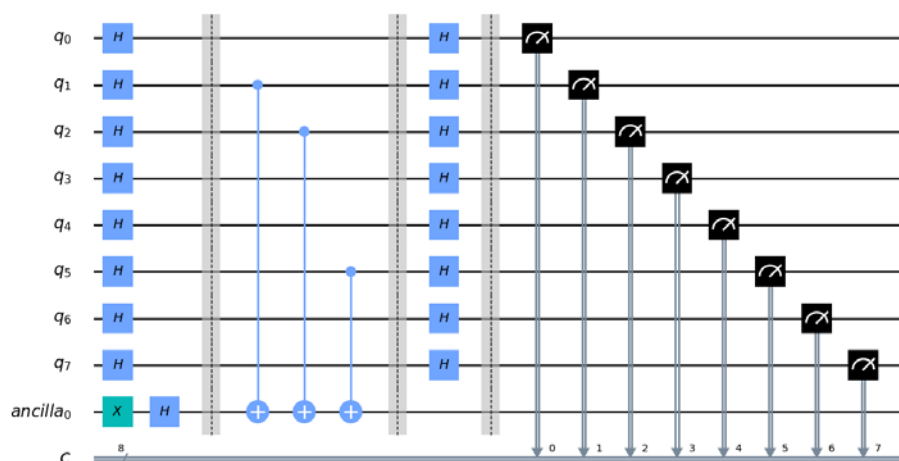 q0 H H
q1 H H
q2 H H
q3 H H
q4 H H
q5 H H
q6 H H
q7 H H
ancilla0 X H
8 0 1 2 3 4 5 6 7
C